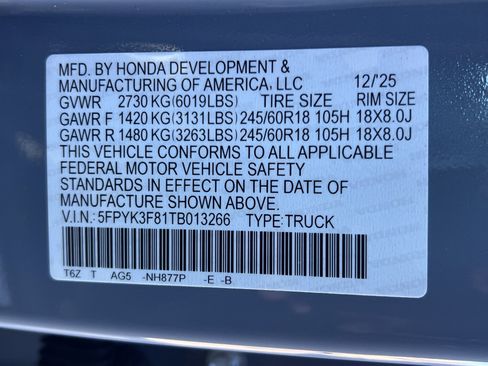 MFD. BY HONDA DEVELOPMENT &
MANUFACTURING OF AMERICA, LLC 12/'25
GVWR 2730 KG(6019LBS) TIRE SIZE RIM SIZE
GAWR F 1420 KG(3131LBS) 245/60R18 105H 18X8.0J
GAWR R 1480 KG(3263LBS) 245/60R18 105H 18X8.0J
THIS VEHICLE CONFORMS TO ALL APPLICABLE
FEDERAL MOTOR VEHICLE SAFETY
STANDARDS IN EFFECT ON THE DATE OF
MANUFACTURE SHOWN ABOVE.
V.I.N.: 5FPYK3F81TB013266 TYPE:TRUCK
T6Z T AG5 -NH877P -E -B